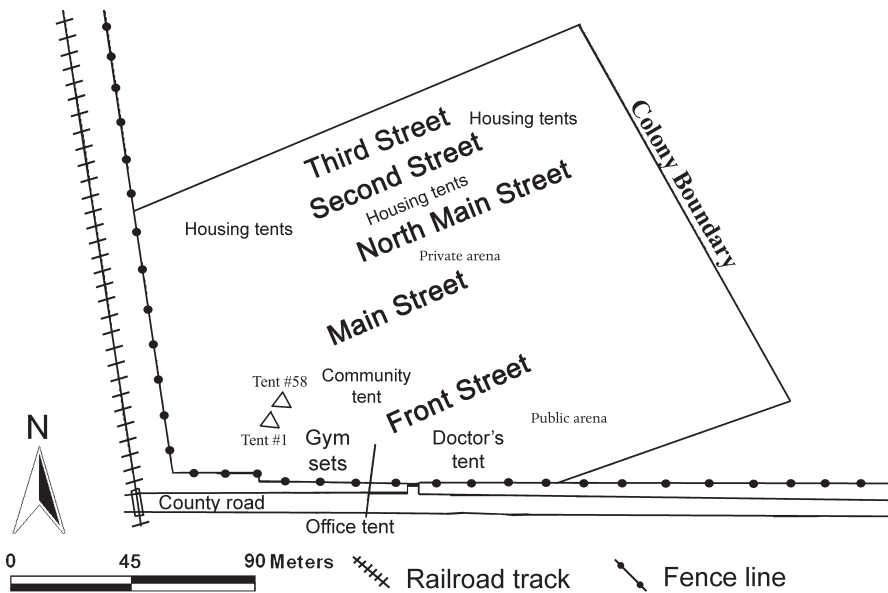 Third Street
Housing tents
Second Street
Housing tents
North Main Street
Housing tents
Colony Boundary
Private arena
Main Street
Tent #58
Community
tent
Front Street
Tent #1
Gym
sets
Doctor's
tent
Public arena
N
County road
Office tent
0 45 90 Meters
Railroad track
Fence line